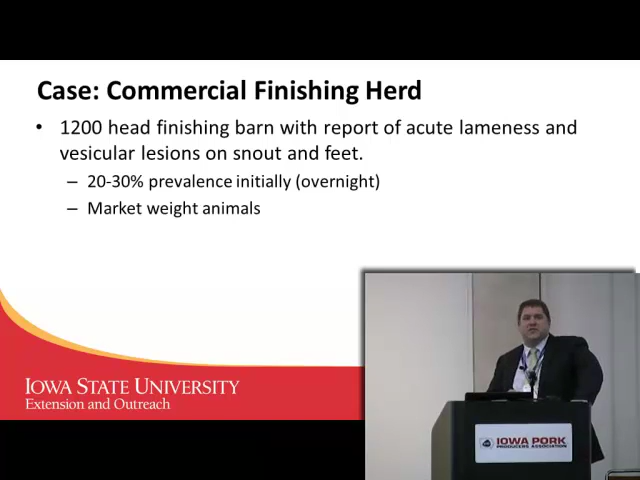 Case: Commercial Finishing Herd
• 1200 head finishing barn with report of acute lameness and
vesicular lesions on snout and feet.
– 20-30% prevalence initially (overnight)
– Market weight animals
IOWA STATE UNIVERSITY
Extension and Outreach
IOWA PORK
PRODUCERS ASSOCIATION